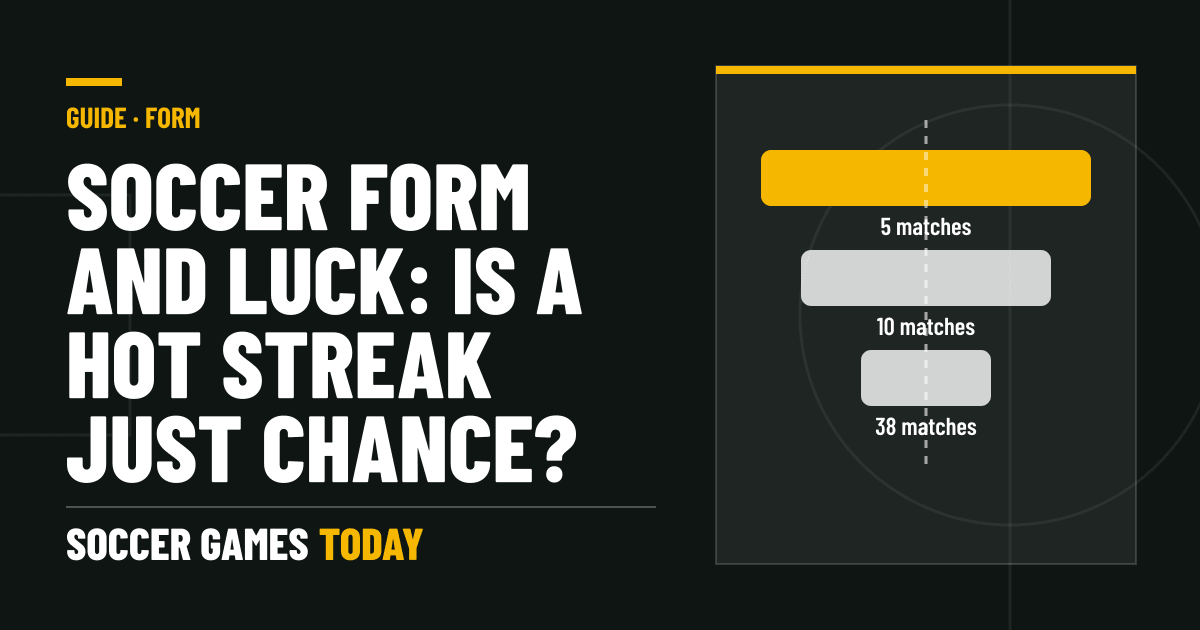 GUIDE · FORM
SOCCER FORM
AND LUCK: IS A
HOT STREAK
JUST CHANCE?
SOCCER GAMES TODAY
5 matches
10 matches
38 matches